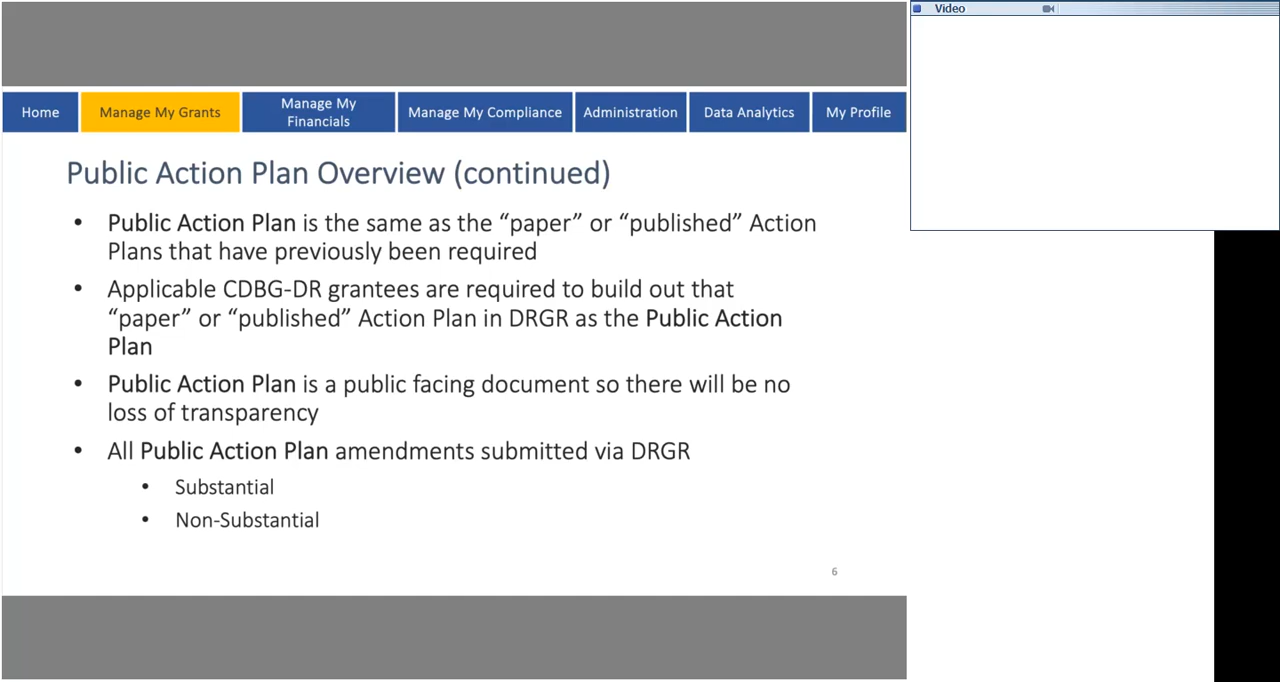 Video
Home
Manage My Grants
Manage My
Financials
Manage My Compliance
Administration
Data Analytics
My Profile
Public Action Plan Overview (continued)
• Public Action Plan is the same as the “paper” or “published” Action
Plans that have previously been required
• Applicable CDBG-DR grantees are required to build out that
“paper” or “published” Action Plan in DRGR as the Public Action
Plan
• Public Action Plan is a public facing document so there will be no
loss of transparency
• All Public Action Plan amendments submitted via DRGR
• Substantial
• Non-Substantial
6